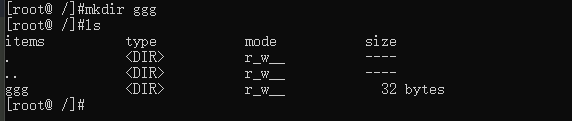 [root@ /]#mkdir ggg
[root@ /]#ls
items type mode size
. <DIR> r_w__ ----
.. <DIR> r_w__ ----
ggg <DIR> r_w__ 32 bytes
[root@ /]#